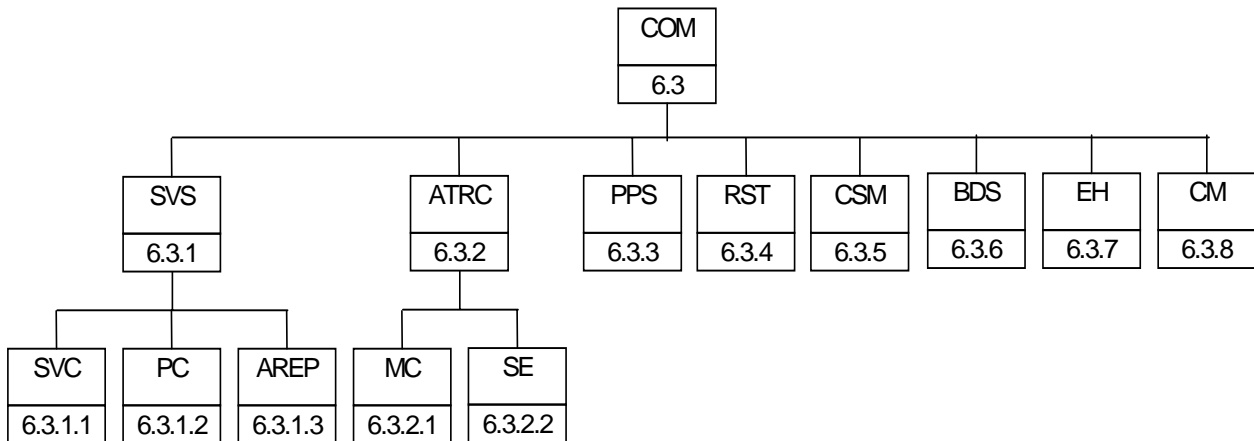 COM
6.3
SVS
6.3.1
ATRC
6.3.2
PPS
6.3.3
RST
6.3.4
CSM
6.3.5
BDS
6.3.6
EH
6.3.7
CM
6.3.8
SVC
6.3.1.1
PC
6.3.1.2
AREP
6.3.1.3
MC
6.3.2.1
SE
6.3.2.2